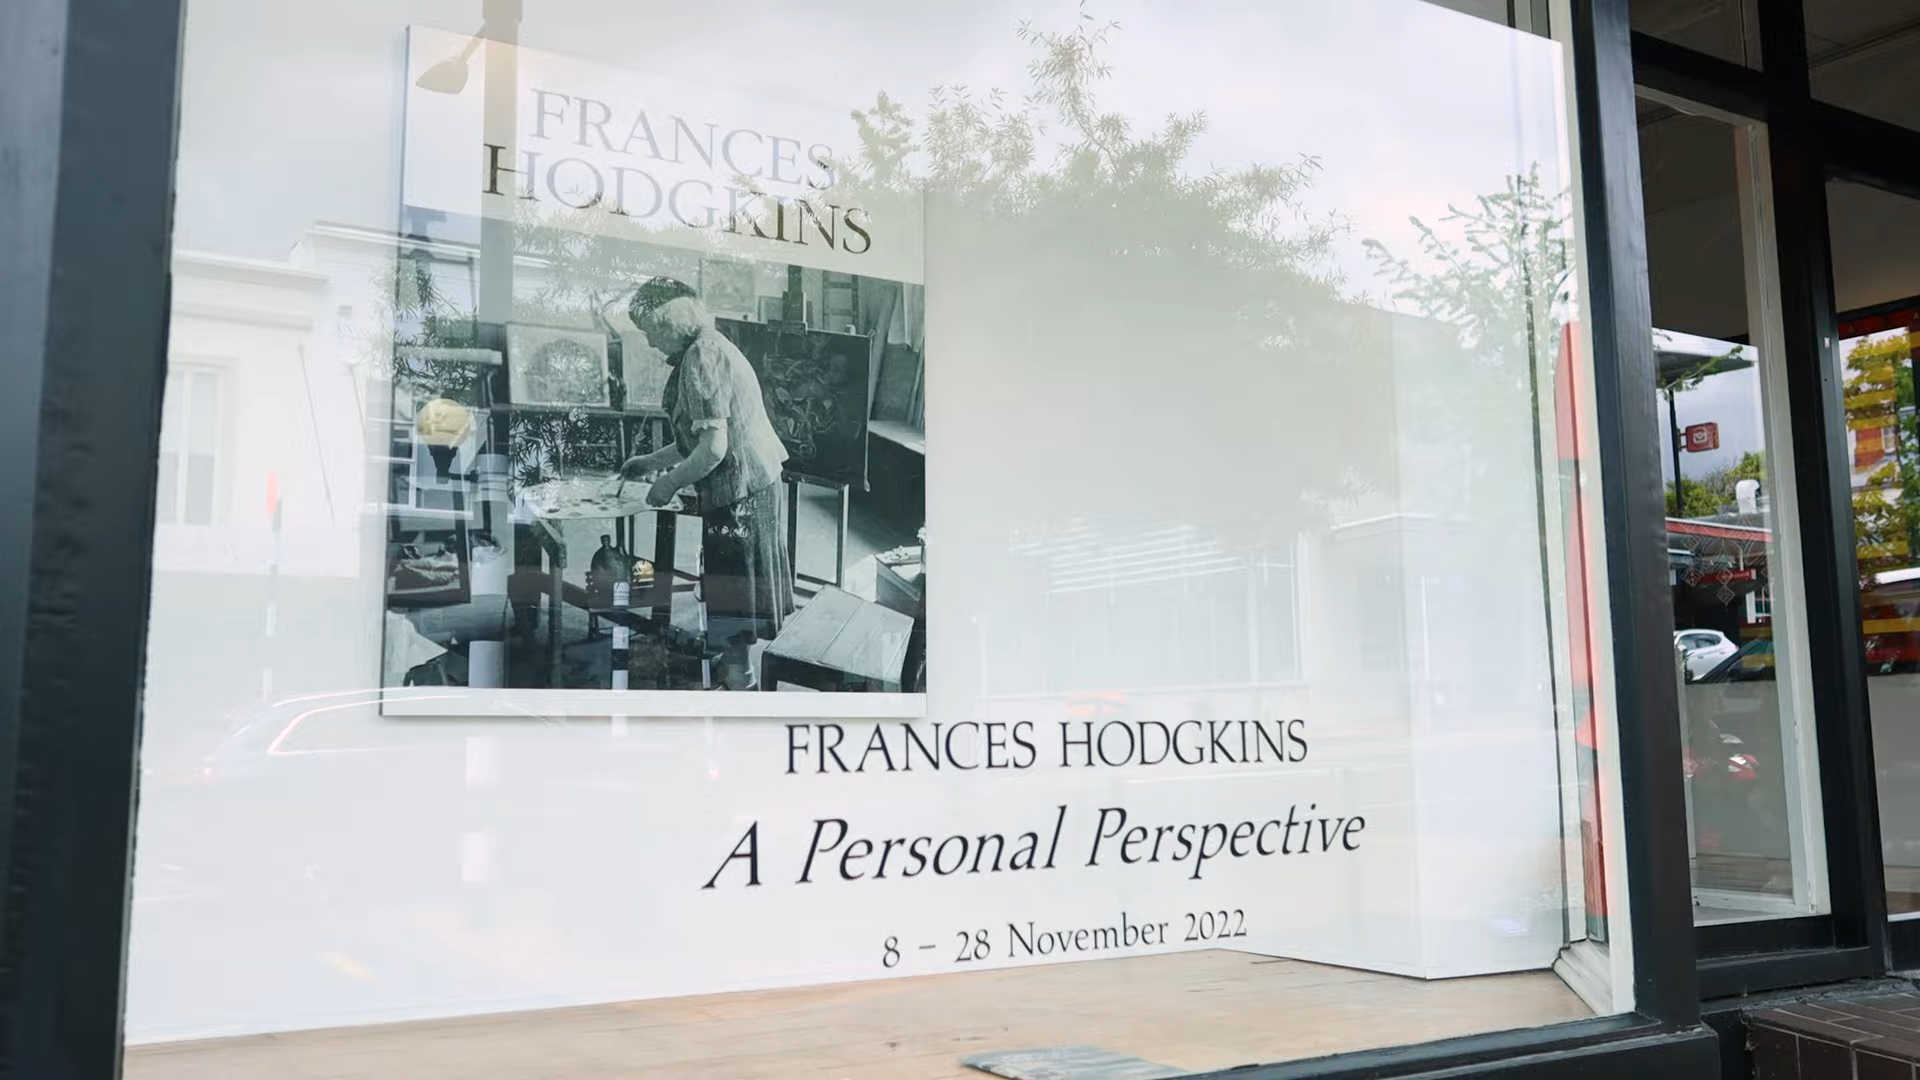 FRANCES
HODGKINS
FRANCES HODGKINS
A Personal Perspective
8 – 28 November 2022